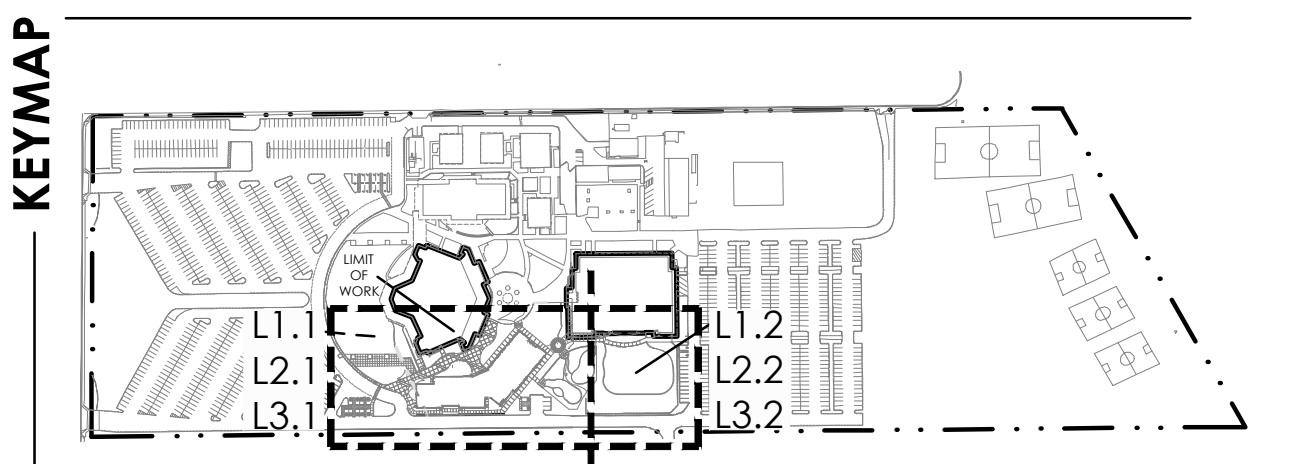 KEYMAP
LIMIT
OF
WORK
L1.1
L2.1
L3.1
L1.2
L2.2
L3.2